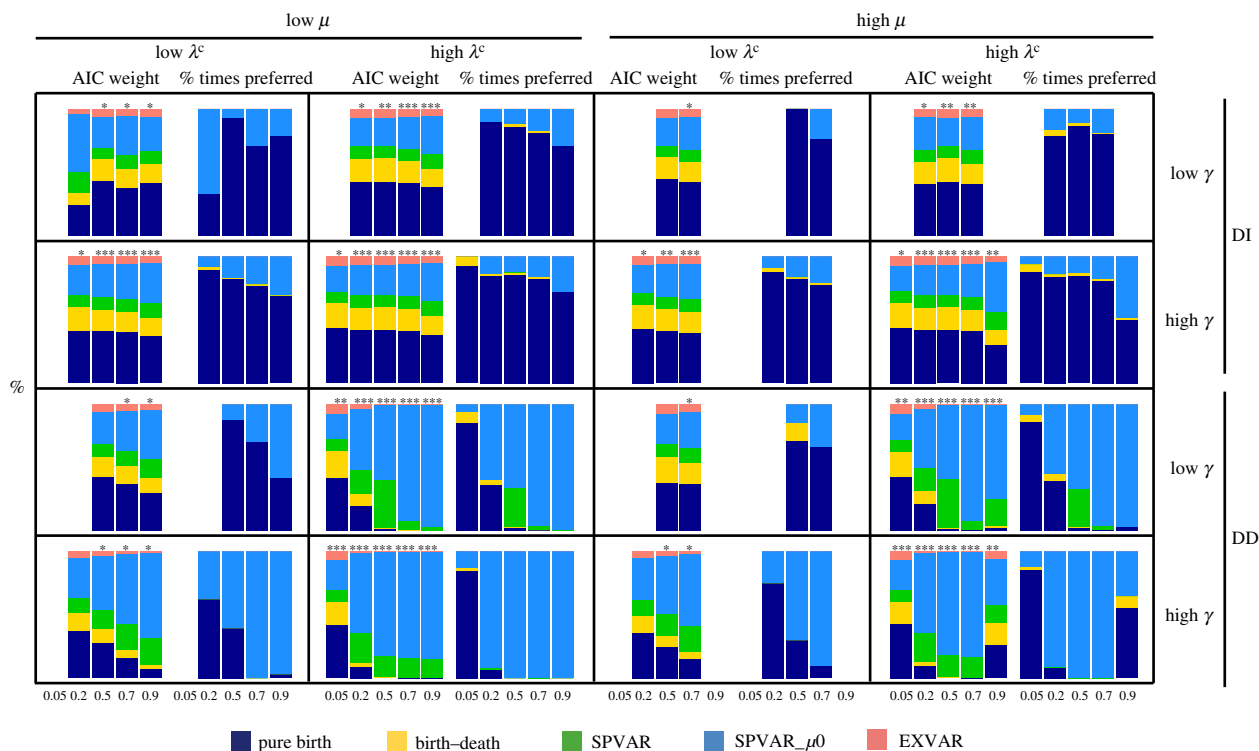 low μ high μ
low λc high λc low λc high λc
AIC weight % times preferred AIC weight % times preferred AIC weight % times preferred AIC weight % times preferred
* * * * ** *** *** * * ** **
low γ
DI
* *** *** *** * *** *** *** *** * ** *** * *** *** *** **
high γ
%
* * ** *** *** *** *** * ** *** *** *** ***
low γ
DD
* * * *** *** *** *** *** * * *** *** *** *** **
high γ
0.05 0.2 0.5 0.7 0.9 0.05 0.2 0.5 0.7 0.9 0.05 0.2 0.5 0.7 0.9 0.05 0.2 0.5 0.7 0.9 0.05 0.2 0.5 0.7 0.9 0.05 0.2 0.5 0.7 0.9 0.05 0.2 0.5 0.7 0.9 0.05 0.2 0.5 0.7 0.9
pure birth birth–death SPVAR SPVAR_μ0 EXVAR